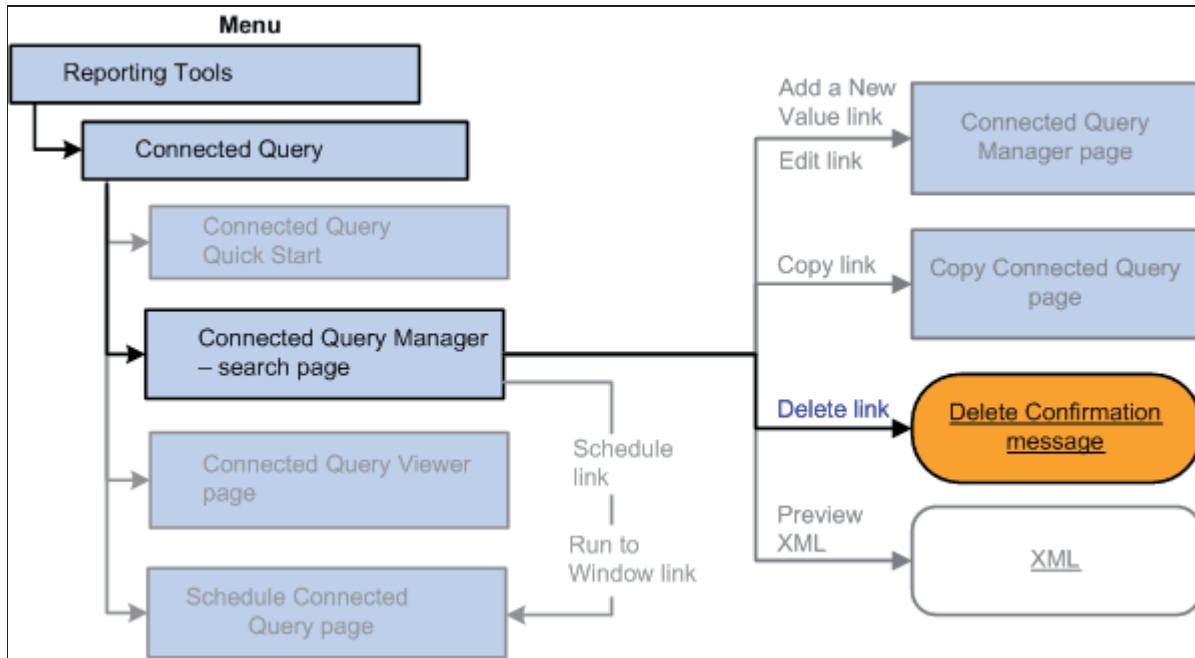 Menu
Reporting Tools
Connected Query
Connected Query
Quick Start
Connected Query Manager
– search page
Connected Query Viewer
page
Schedule Connected
Query page
Schedule
link
Run to
Window link
Add a New
Value link
Edit link
Connected Query
Manager page
Copy link
Copy Connected Query
page
Delete link
Delete Confirmation
message
Preview
XML
XML